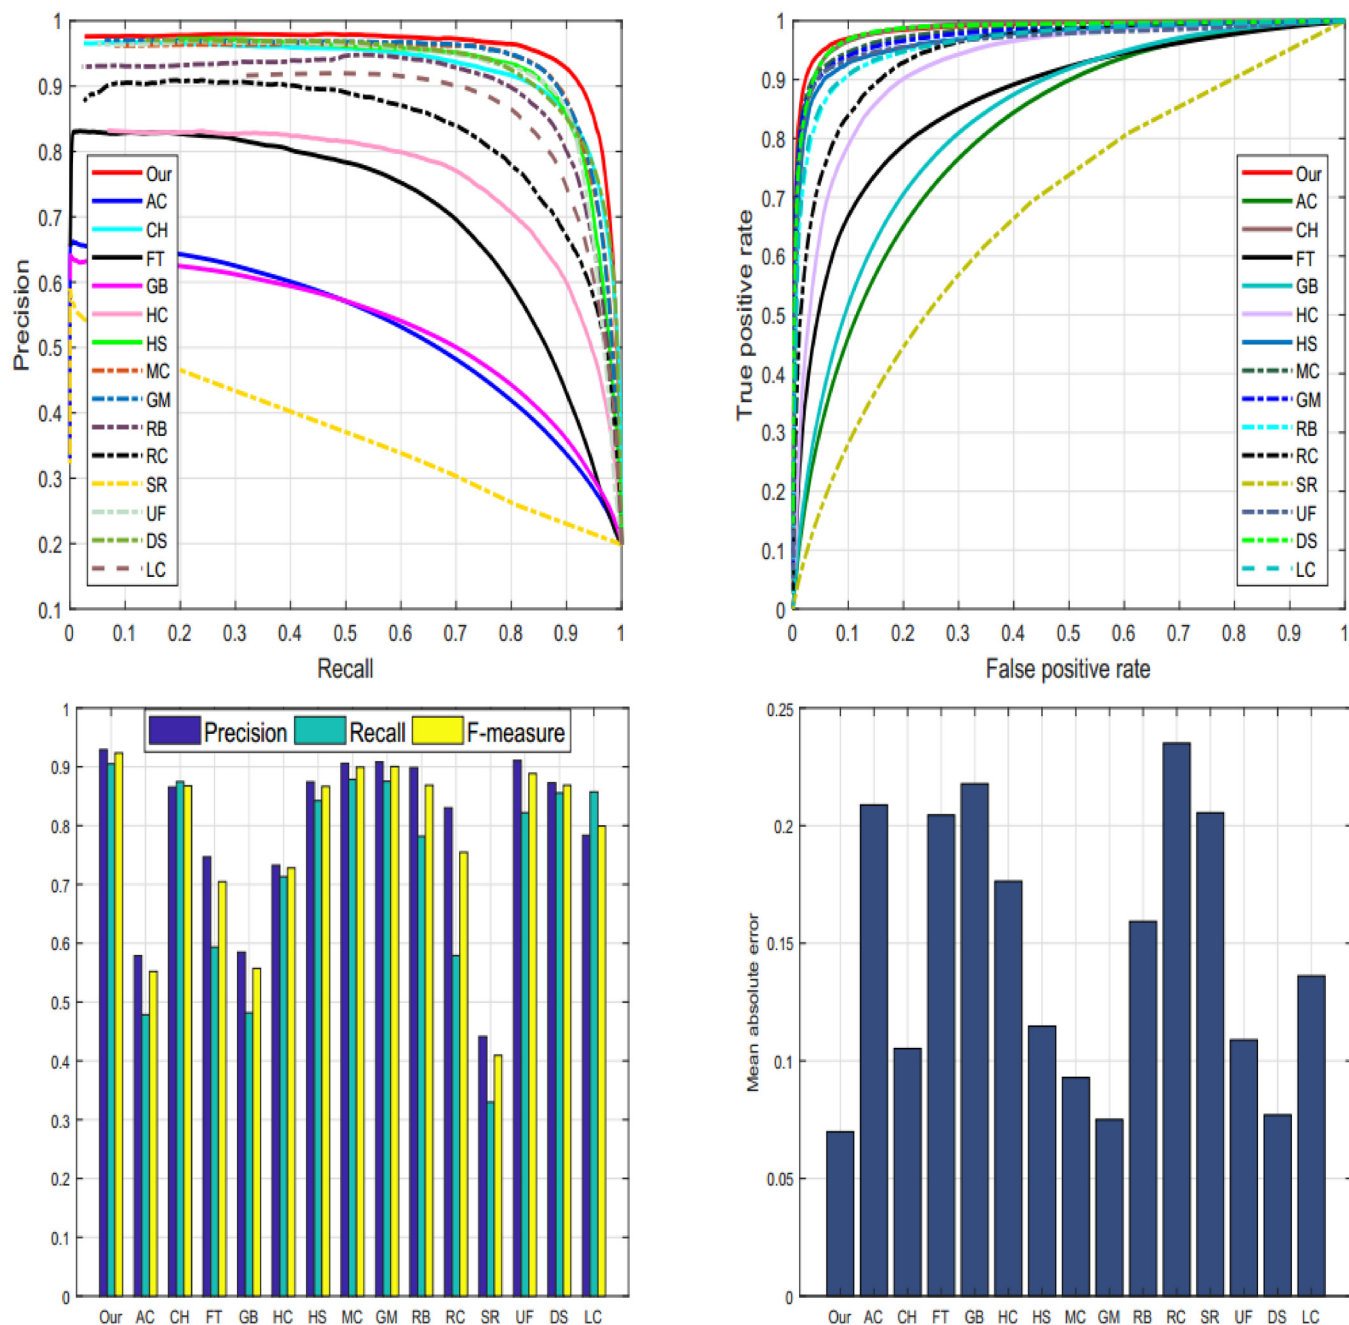 1
0.9
0.8
0.7
0.6
0.5
0.4
0.3
0.2
0.1
Precision
Our
AC
CH
FT
GB
HC
HS
MC
GM
RB
RC
SR
UF
DS
LC
0 0.1 0.2 0.3 0.4 0.5 0.6 0.7 0.8 0.9 1
Recall
1
0.9
0.8
0.7
0.6
0.5
0.4
0.3
0.2
0.1
0
True positive rate
Our
AC
CH
FT
GB
HC
HS
MC
GM
RB
RC
SR
UF
DS
LC
0 0.1 0.2 0.3 0.4 0.5 0.6 0.7 0.8 0.9 1
False positive rate
Precision Recall F-measure
1
0.9
0.8
0.7
0.6
0.5
0.4
0.3
0.2
0.1
0
Our AC CH FT GB HC HS MC GM RB RC SR UF DS LC
0.25
0.2
0.15
0.1
0.05
0
Mean absolute error
Our AC CH FT GB HC HS MC GM RB RC SR UF DS LC